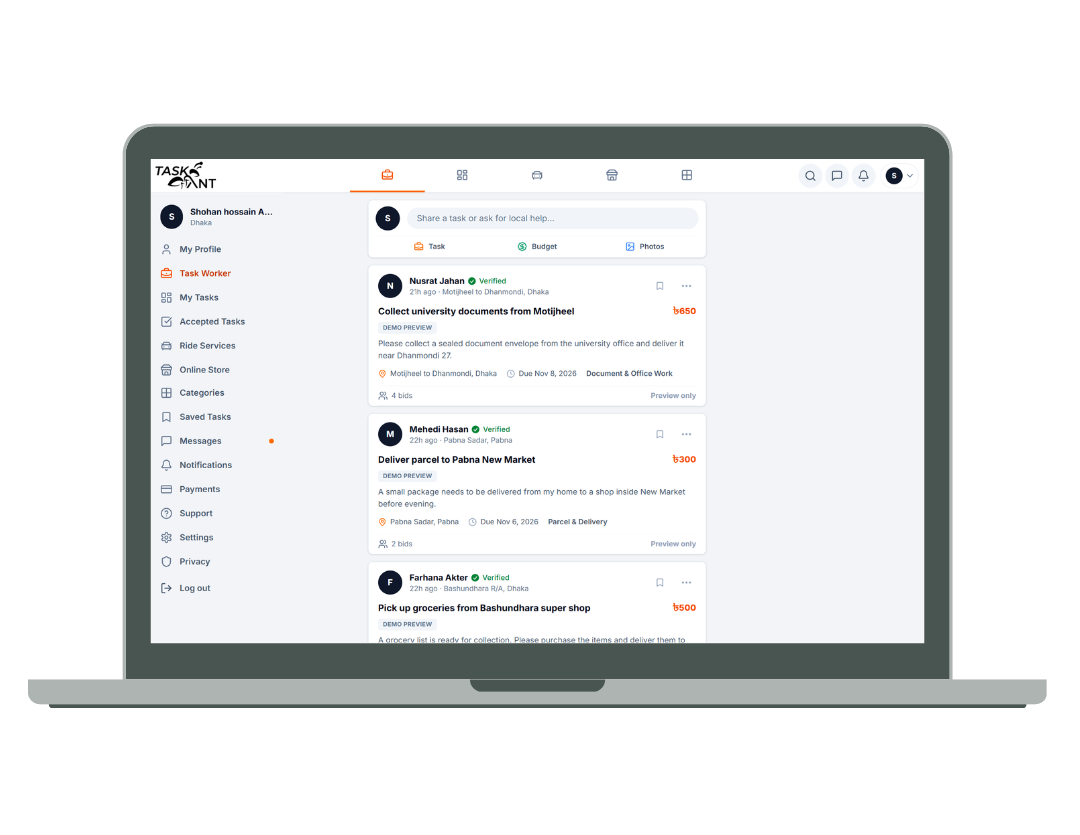 TASK
ANT
S
Shohan hossain A...
Dhaka
My Profile
Task Worker
My Tasks
Accepted Tasks
Ride Services
Online Store
Categories
Saved Tasks
Messages
Notifications
Payments
Support
Settings
Privacy
Log out
S
S
Share a task or ask for local help...
Task Budget Photos
N
Nusrat Jahan Verified
21h ago · Motijheel to Dhanmondi, Dhaka
Collect university documents from Motijheel ৳650
DEMO PREVIEW
Please collect a sealed document envelope from the university office and deliver it
near Dhanmondi 27.
Motijheel to Dhanmondi, Dhaka Due Nov 8, 2026 Document & Office Work
4 bids Preview only
M
Mehedi Hasan Verified
22h ago · Pabna Sadar, Pabna
Deliver parcel to Pabna New Market ৳300
DEMO PREVIEW
A small package needs to be delivered from my home to a shop inside New Market
before evening.
Pabna Sadar, Pabna Due Nov 6, 2026 Parcel & Delivery
2 bids Preview only
F
Farhana Akter Verified
22h ago · Bashundhara R/A, Dhaka
Pick up groceries from Bashundhara super shop ৳500
DEMO PREVIEW
A grocery list is ready for collection. Please purchase the items and deliver them to